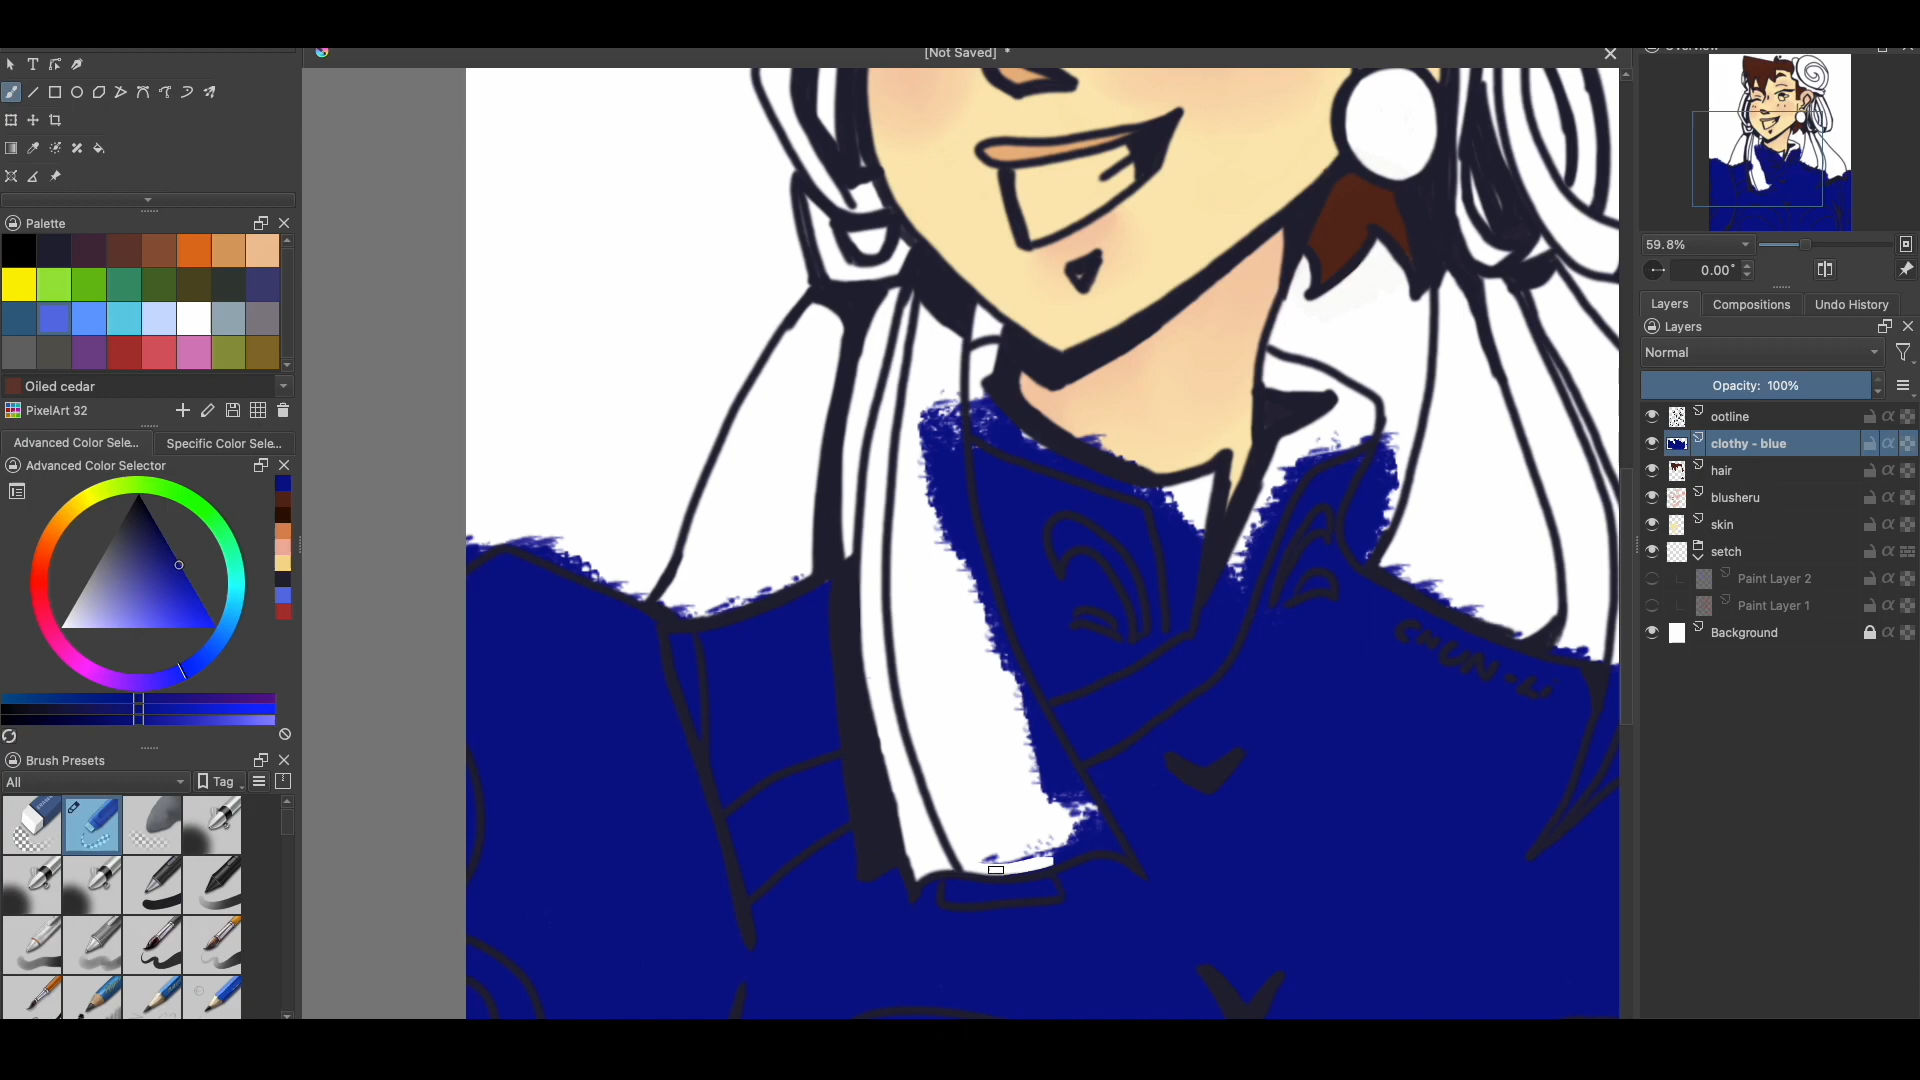 [Not Saved] *
T
Palette
Oiled cedar
PixelArt 32
Advanced Color Sele...
Specific Color Sele...
Advanced Color Selector
Brush Presets
All
Tag
CHUN-LI
59.8%
0.00°
Layers
Compositions
Undo History
Layers
Normal
Opacity: 100%
ootline
clothy - blue
hair
blusheru
skin
setch
Paint Layer 2
Paint Layer 1
Background